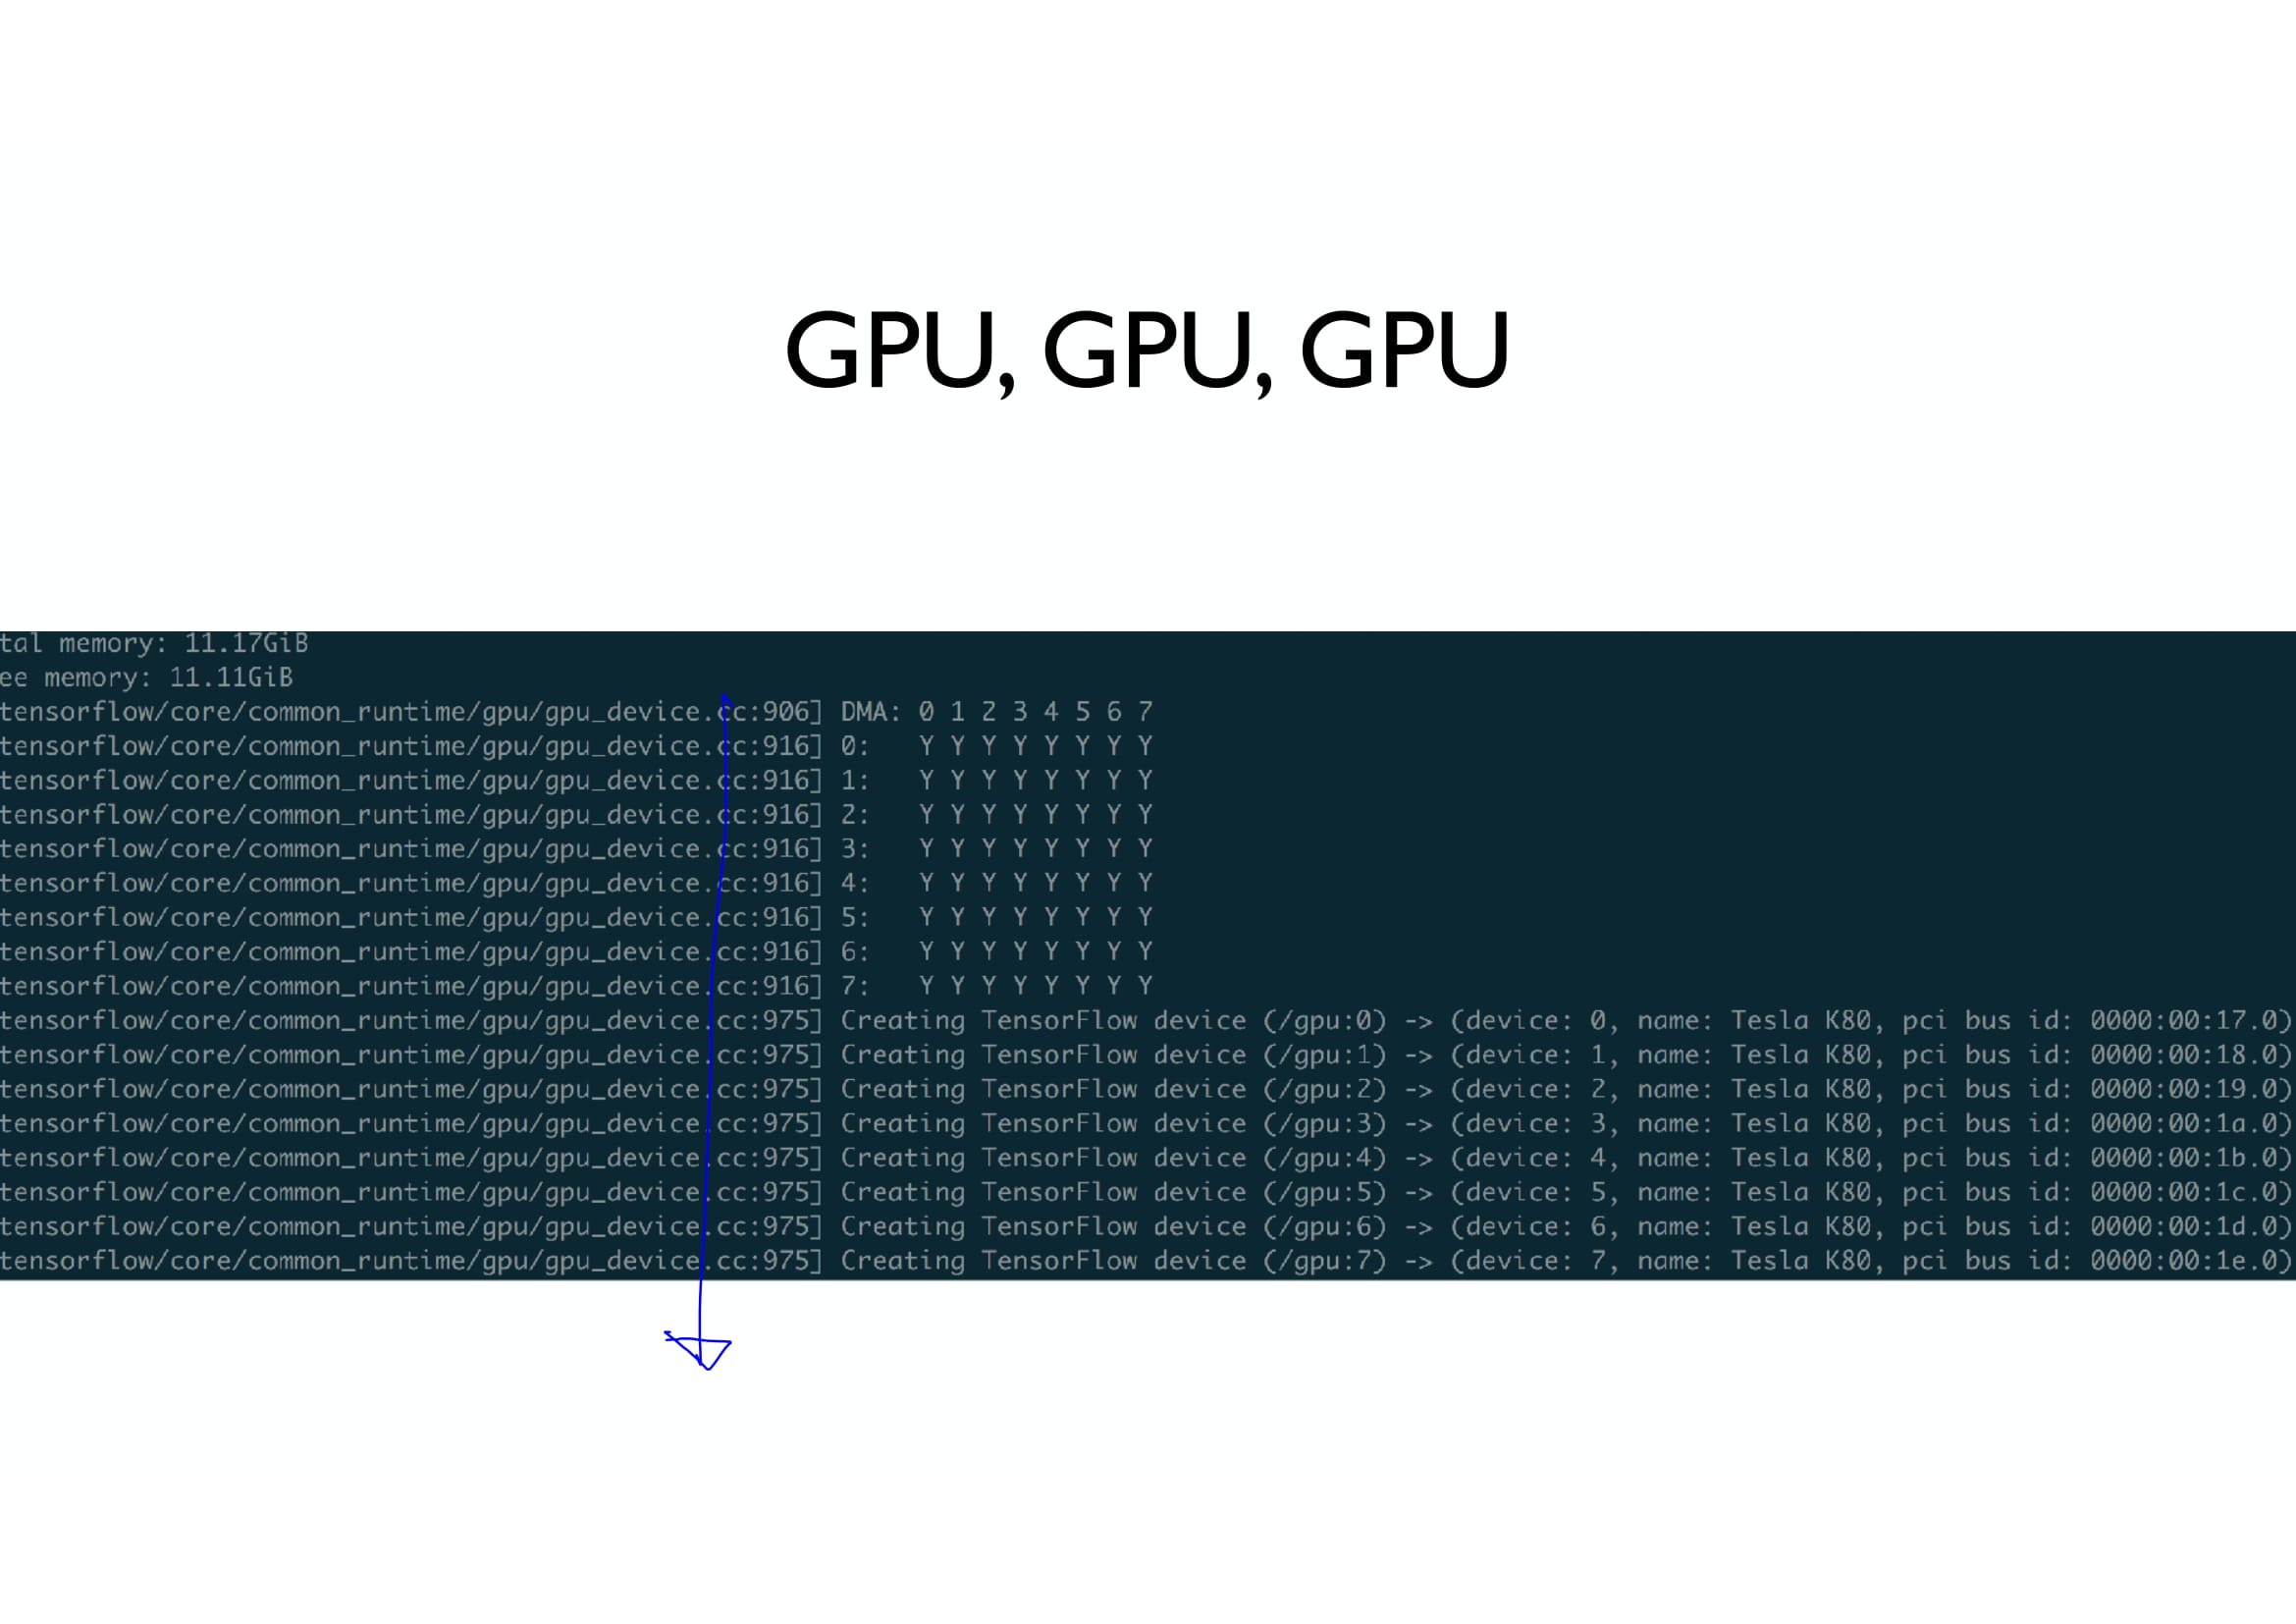 GPU, GPU, GPU
tal memory: 11.17GiB
ee memory: 11.11GiB
tensorflow/core/common_runtime/gpu/gpu_device.cc:906] DMA: 0 1 2 3 4 5 6 7
tensorflow/core/common_runtime/gpu/gpu_device.cc:916] 0:   Y Y Y Y Y Y Y Y
tensorflow/core/common_runtime/gpu/gpu_device.cc:916] 1:   Y Y Y Y Y Y Y Y
tensorflow/core/common_runtime/gpu/gpu_device.cc:916] 2:   Y Y Y Y Y Y Y Y
tensorflow/core/common_runtime/gpu/gpu_device.cc:916] 3:   Y Y Y Y Y Y Y Y
tensorflow/core/common_runtime/gpu/gpu_device.cc:916] 4:   Y Y Y Y Y Y Y Y
tensorflow/core/common_runtime/gpu/gpu_device.cc:916] 5:   Y Y Y Y Y Y Y Y
tensorflow/core/common_runtime/gpu/gpu_device.cc:916] 6:   Y Y Y Y Y Y Y Y
tensorflow/core/common_runtime/gpu/gpu_device.cc:916] 7:   Y Y Y Y Y Y Y Y
tensorflow/core/common_runtime/gpu/gpu_device.cc:975] Creating TensorFlow device (/gpu:0) -> (device: 0, name: Tesla K80, pci bus id: 0000:00:17.0)
tensorflow/core/common_runtime/gpu/gpu_device.cc:975] Creating TensorFlow device (/gpu:1) -> (device: 1, name: Tesla K80, pci bus id: 0000:00:18.0)
tensorflow/core/common_runtime/gpu/gpu_device.cc:975] Creating TensorFlow device (/gpu:2) -> (device: 2, name: Tesla K80, pci bus id: 0000:00:19.0)
tensorflow/core/common_runtime/gpu/gpu_device.cc:975] Creating TensorFlow device (/gpu:3) -> (device: 3, name: Tesla K80, pci bus id: 0000:00:1a.0)
tensorflow/core/common_runtime/gpu/gpu_device.cc:975] Creating TensorFlow device (/gpu:4) -> (device: 4, name: Tesla K80, pci bus id: 0000:00:1b.0)
tensorflow/core/common_runtime/gpu/gpu_device.cc:975] Creating TensorFlow device (/gpu:5) -> (device: 5, name: Tesla K80, pci bus id: 0000:00:1c.0)
tensorflow/core/common_runtime/gpu/gpu_device.cc:975] Creating TensorFlow device (/gpu:6) -> (device: 6, name: Tesla K80, pci bus id: 0000:00:1d.0)
tensorflow/core/common_runtime/gpu/gpu_device.cc:975] Creating TensorFlow device (/gpu:7) -> (device: 7, name: Tesla K80, pci bus id: 0000:00:1e.0)